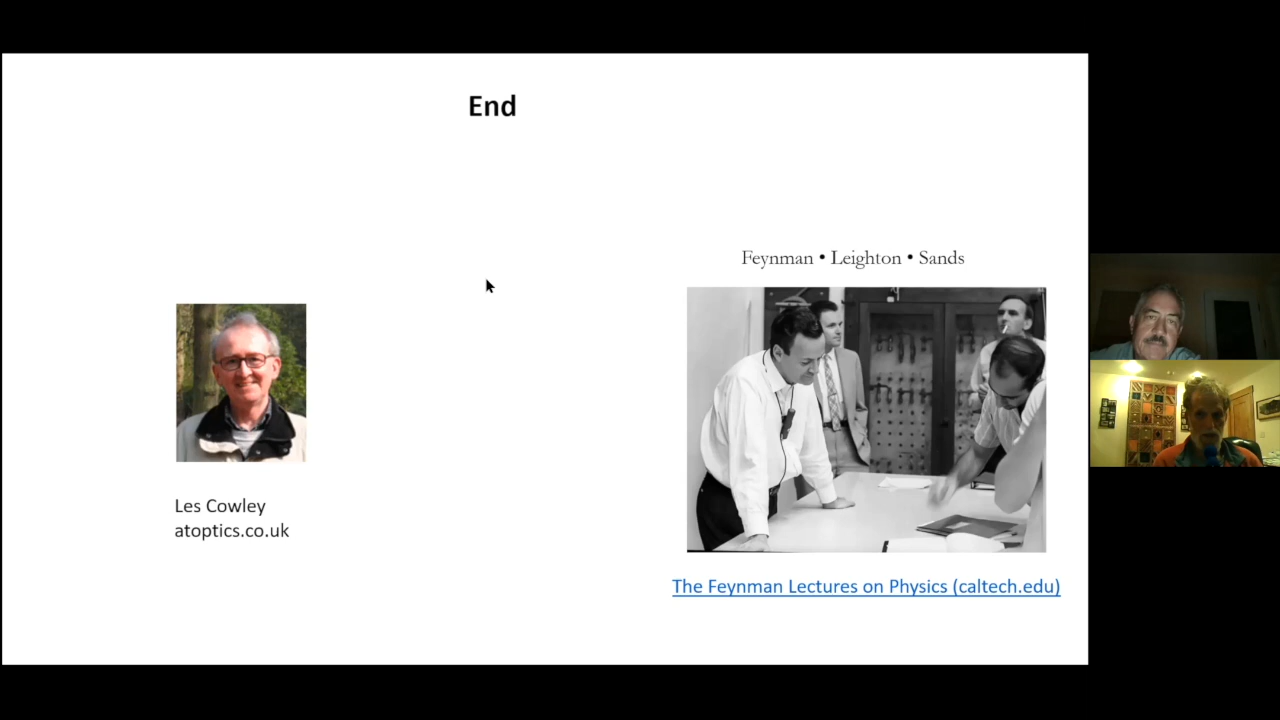 End
Feynman • Leighton • Sands
Les Cowley
atoptics.co.uk
The Feynman Lectures on Physics (caltech.edu)